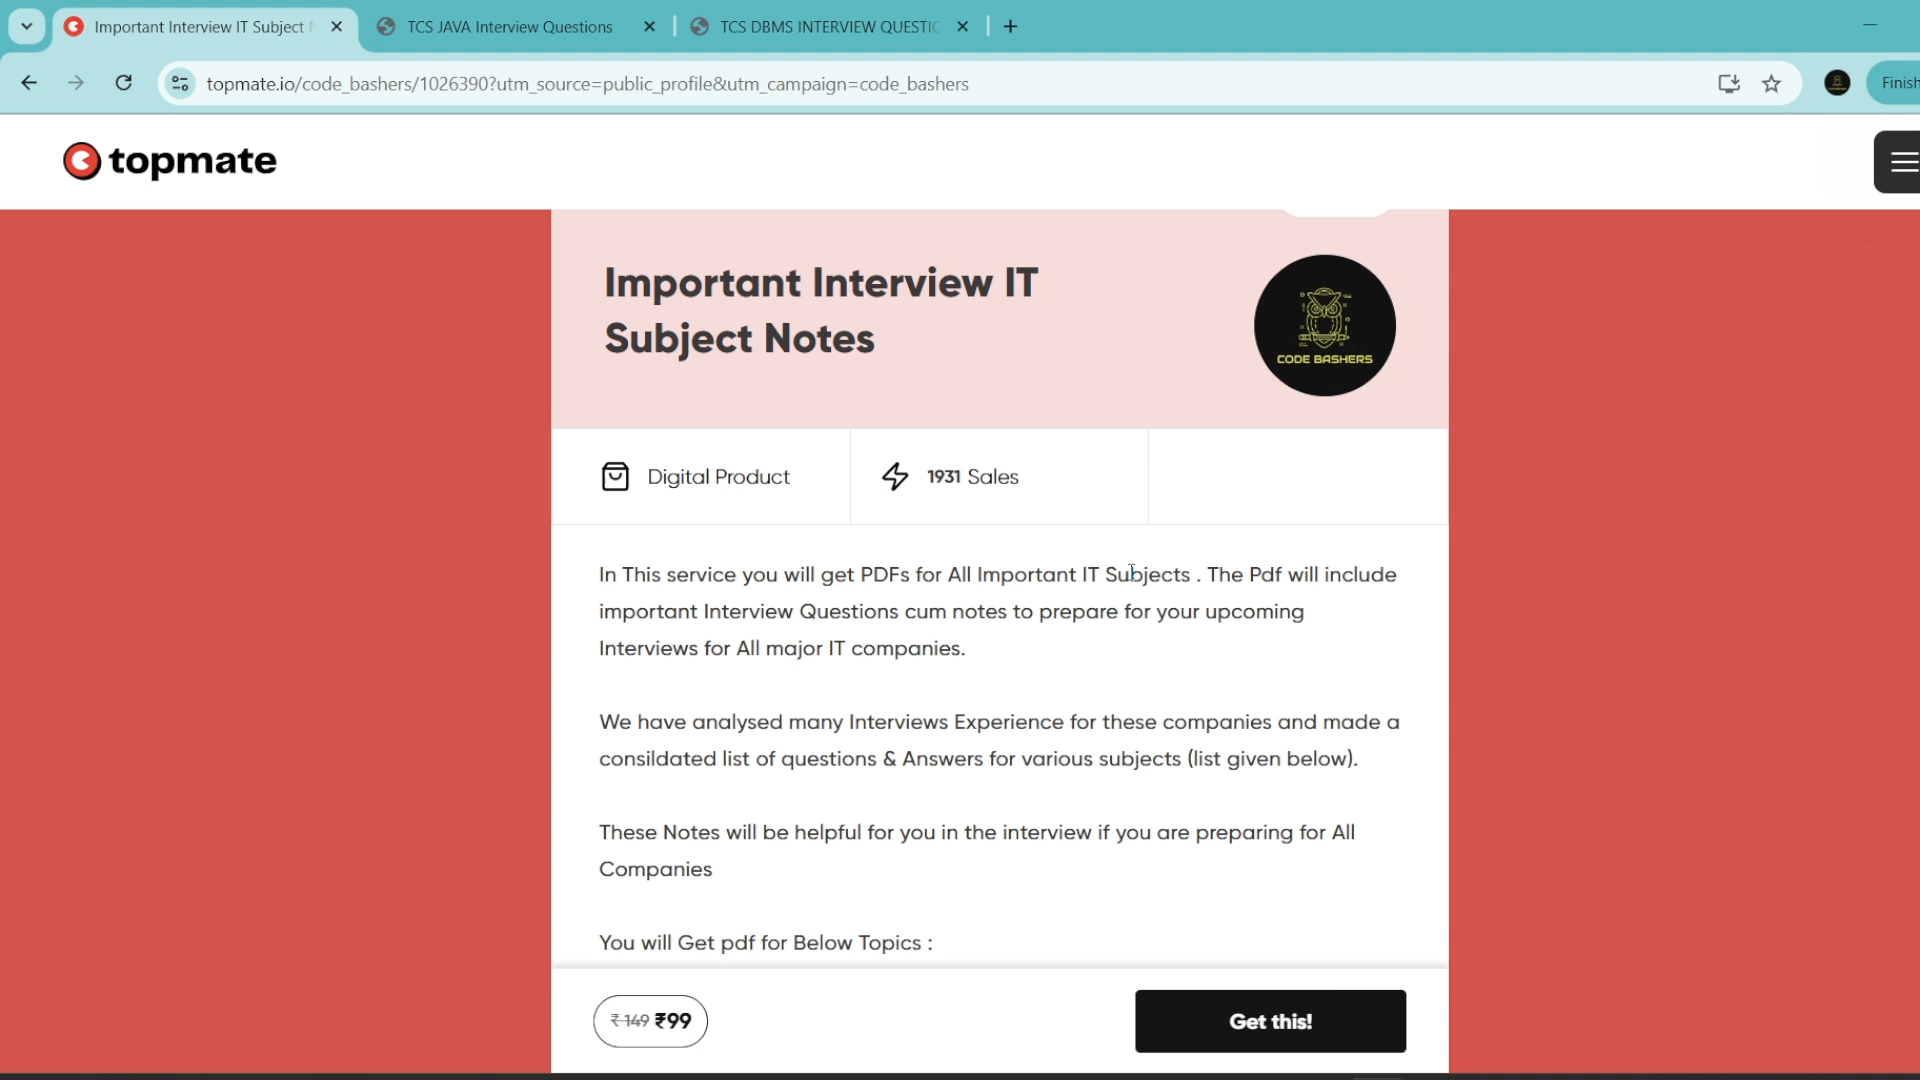 Important Interview IT Subject
TCS JAVA Interview Questions
TCS DBMS INTERVIEW QUESTIC
topmate.io/code_bashers/1026390?utm_source=public_profile&utm_campaign=code_bashers
Finish
topmate
Important Interview IT
Subject Notes
CODE BASHERS
Digital Product
1931 Sales
In This service you will get PDFs for All Important IT Subjects . The Pdf will include
important Interview Questions cum notes to prepare for your upcoming
Interviews for All major IT companies.
We have analysed many Interviews Experience for these companies and made a
consildated list of questions & Answers for various subjects (list given below).
These Notes will be helpful for you in the interview if you are preparing for All
Companies
You will Get pdf for Below Topics :
₹ 149 ₹99
Get this!